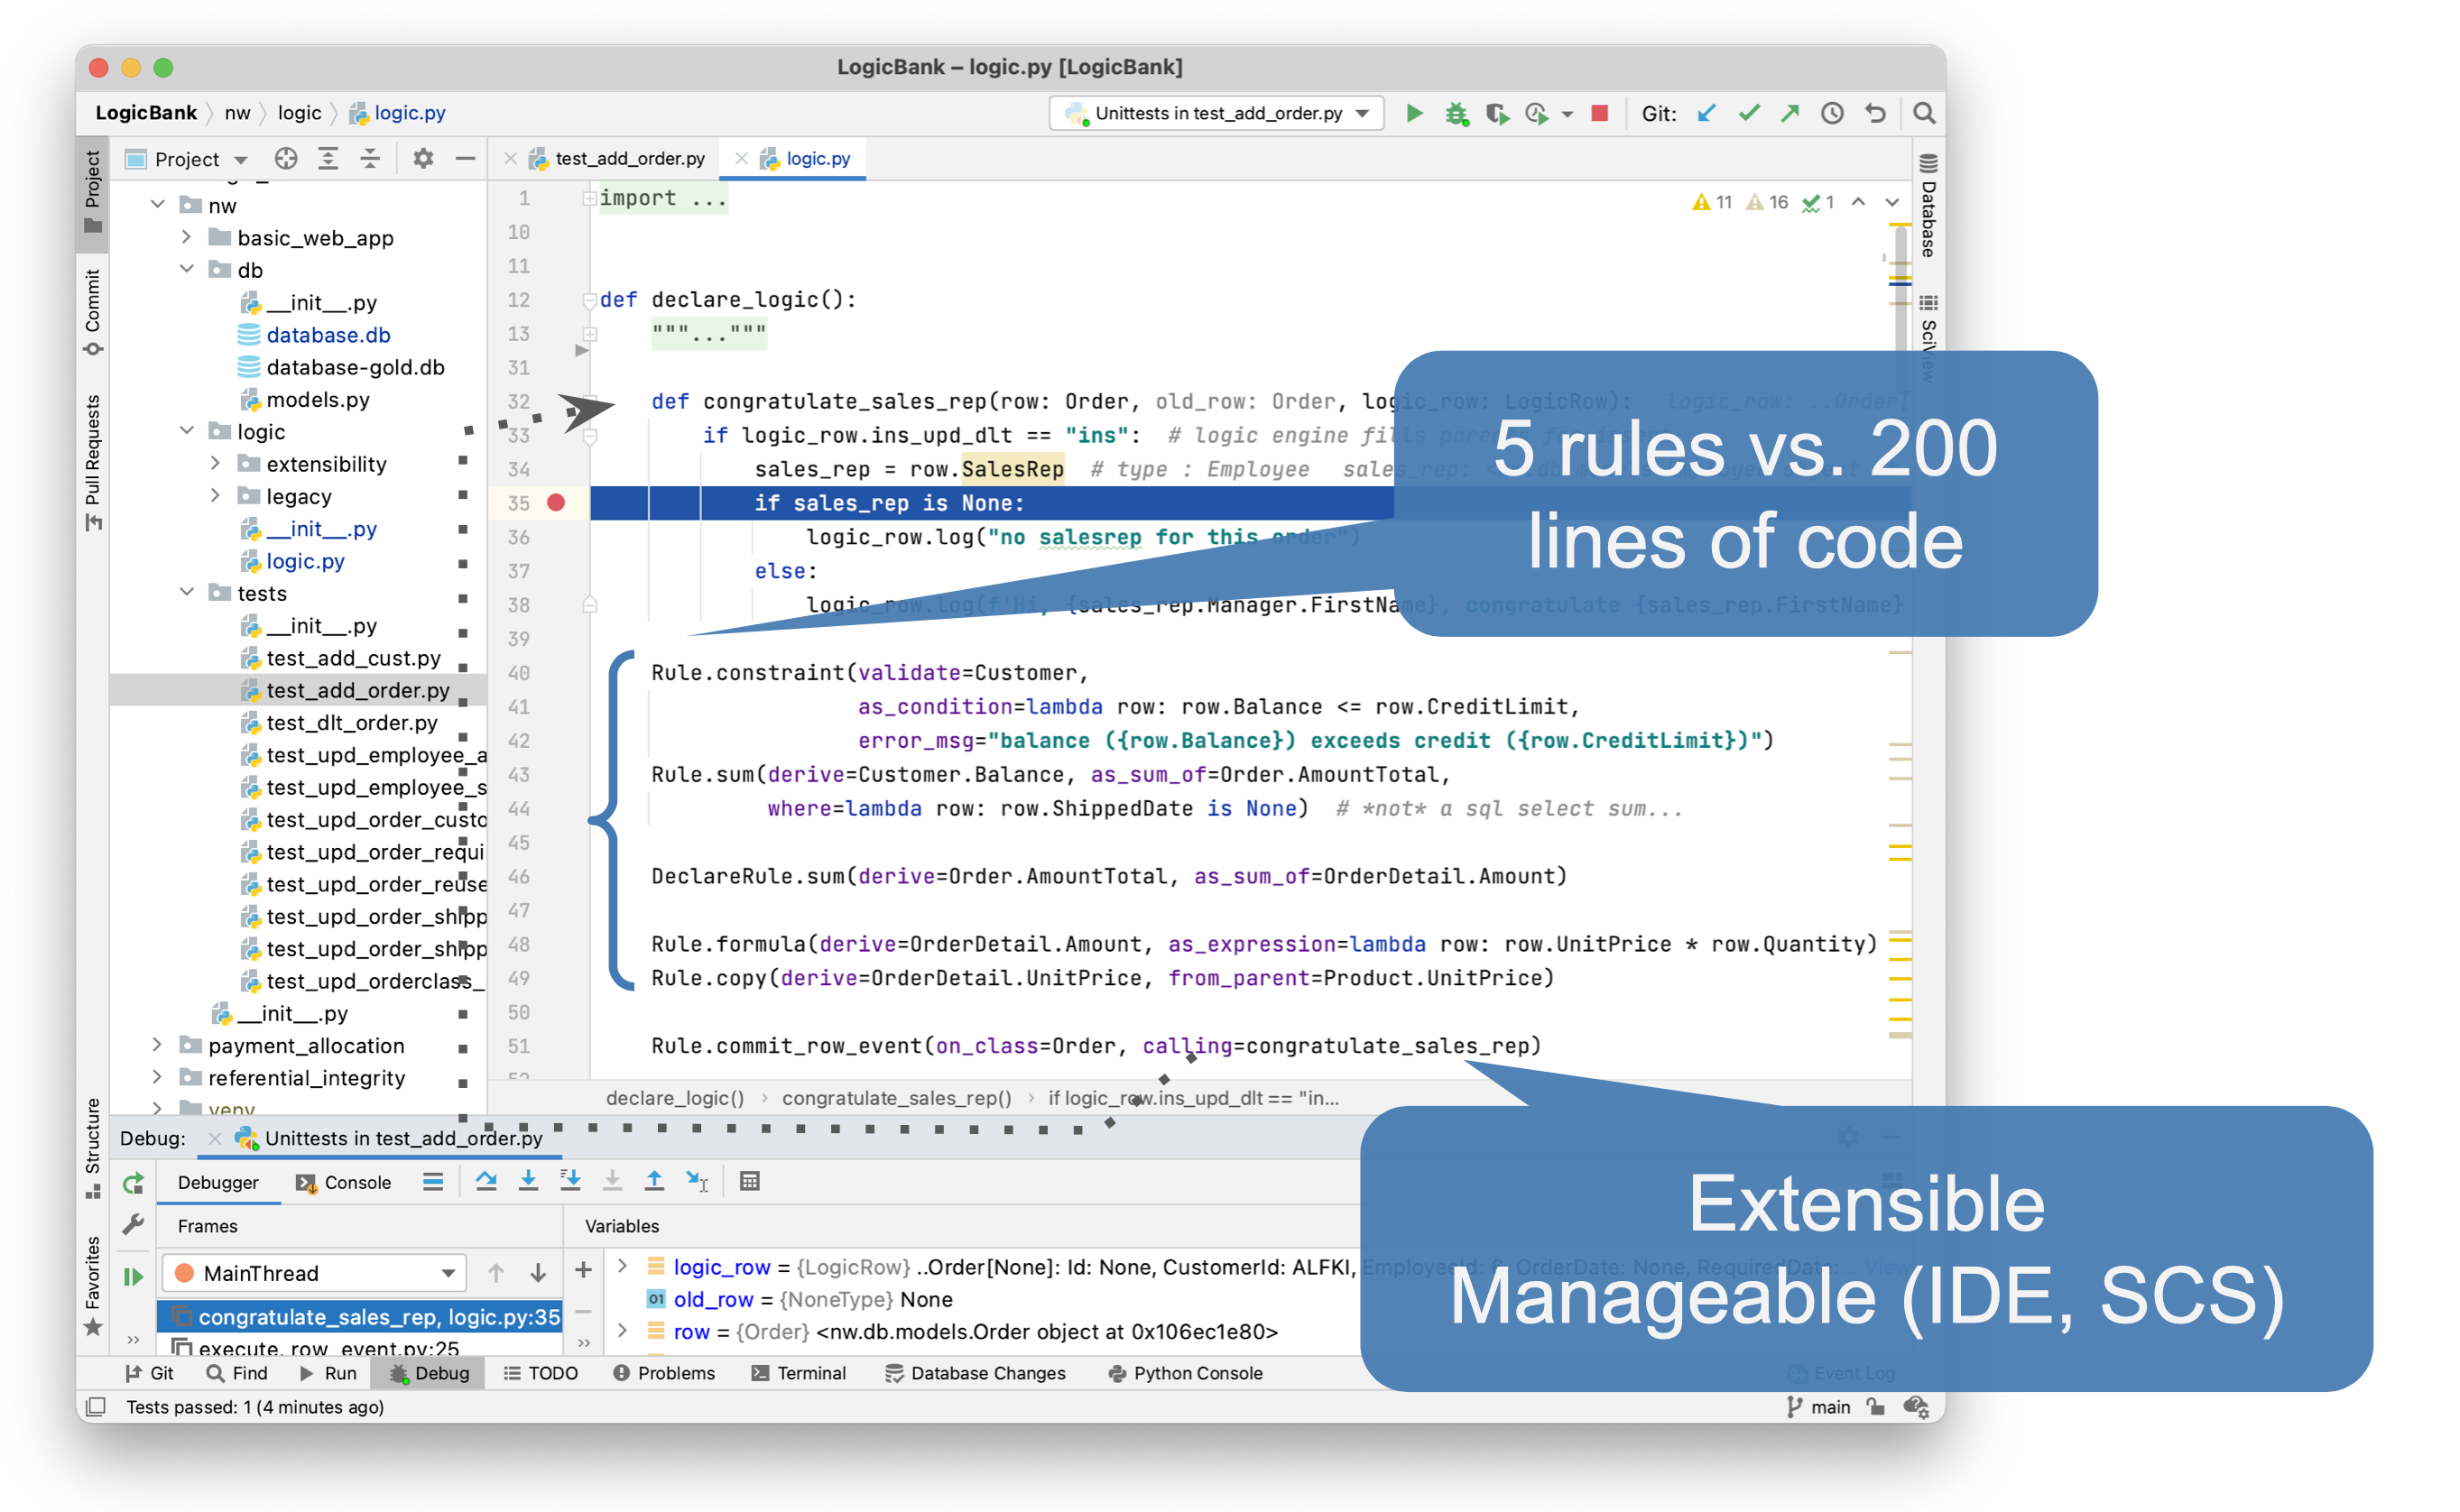 LogicBank – logic.py [LogicBank]
LogicBank nw logic logic.py
Unittests in test_add_order.py
Git:
Project
test_add_order.py
logic.py
Project
Commit
Pull Requests
Structure
Favorites
Database
SciView
nw
basic_web_app
db
__init__.py
database.db
database-gold.db
models.py
logic
extensibility
legacy
__init__.py
logic.py
tests
__init__.py
test_add_cust.py
test_add_order.py
test_dlt_order.py
test_upd_employee_a
test_upd_employee_s
test_upd_order_custo
test_upd_order_requi
test_upd_order_reuse
test_upd_order_shipp
test_upd_order_shipp
test_upd_orderclass_
__init__.py
payment_allocation
referential_integrity
venv
11 16 1
1 import ...
10
11
12 def declare_logic():
13 """..."""
31
32 def congratulate_sales_rep(row: Order, old_row: Order, logic_row: LogicRow): logic_row: ..Order[
33 if logic_row.ins_upd_dlt == "ins": # logic engine fills parents for insert
34 sales_rep = row.SalesRep # type : Employee sales_rep:
35 if sales_rep is None:
36 logic_row.log("no salesrep for this order")
37 else:
38 logic_row.log(f'Hi, {sales_rep.Manager.FirstName}, congratulate {sales_rep.FirstName}
39
40 Rule.constraint(validate=Customer,
41 as_condition=lambda row: row.Balance <= row.CreditLimit,
42 error_msg="balance ({row.Balance}) exceeds credit ({row.CreditLimit})")
43 Rule.sum(derive=Customer.Balance, as_sum_of=Order.AmountTotal,
44 where=lambda row: row.ShippedDate is None) # *not* a sql select sum...
45
46 DeclareRule.sum(derive=Order.AmountTotal, as_sum_of=OrderDetail.Amount)
47
48 Rule.formula(derive=OrderDetail.Amount, as_expression=lambda row: row.UnitPrice * row.Quantity)
49 Rule.copy(derive=OrderDetail.UnitPrice, from_parent=Product.UnitPrice)
50
51 Rule.commit_row_event(on_class=Order, calling=congratulate_sales_rep)
52
5 rules vs. 200
lines of code
declare_logic() › congratulate_sales_rep() › if logic_row.ins_upd_dlt == "in...
Debug: Unittests in test_add_order.py
Debugger Console
Frames
Variables
MainThread
congratulate_sales_rep, logic.py:35
execute, row_event.py:25
logic_row = {LogicRow} ..Order[None]: Id: None, CustomerId: ALFKI, EmployeeId: 6, OrderDate: None, RequiredDate: ... View
old_row = {NoneType} None
row = {Order} <nw.db.models.Order object at 0x106ec1e80>
Extensible
Manageable (IDE, SCS)
Git Find Run Debug TODO Problems Terminal Database Changes Python Console Event Log
Tests passed: 1 (4 minutes ago)
main